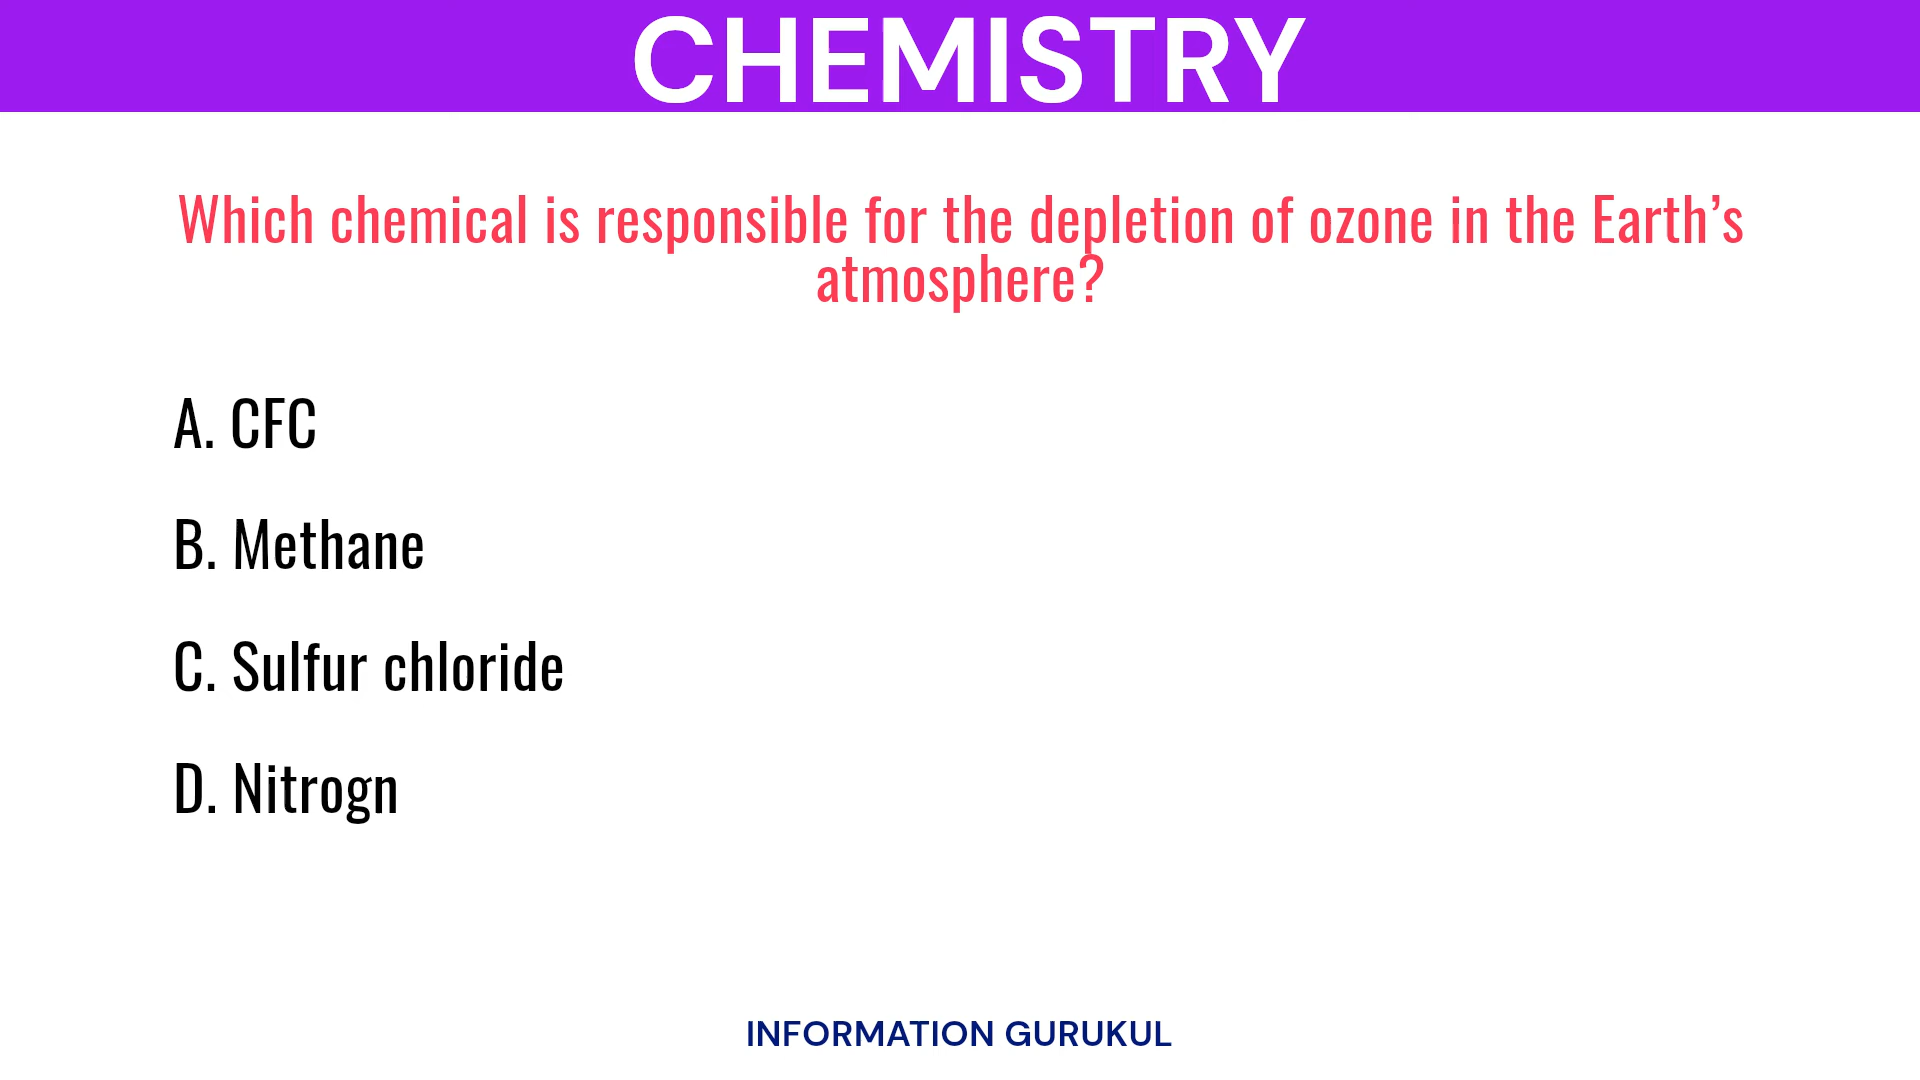 CHEMISTRY
Which chemical is responsible for the depletion of ozone in the Earth’s
atmosphere?
A. CFC
B. Methane
C. Sulfur chloride
D. Nitrogn
INFORMATION GURUKUL